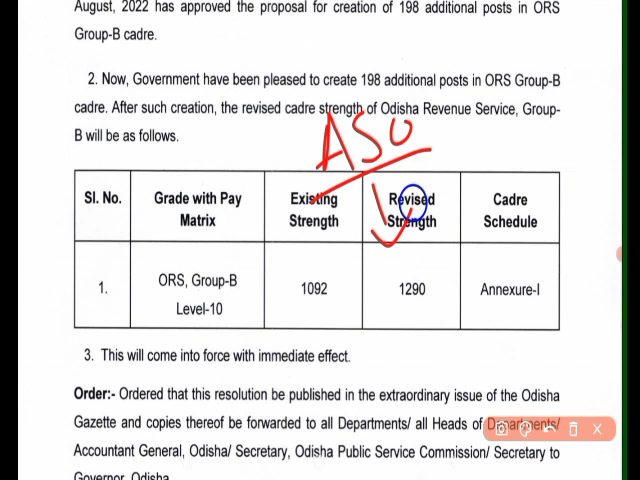 August, 2022 has approved the proposal for creation of 198 additional posts in ORS
Group-B cadre.
2. Now, Government have been pleased to create 198 additional posts in ORS Group-B
cadre. After such creation, the revised cadre strength of Odisha Revenue Service, Group-
B will be as follows.
ASO
Sl. No. Grade with Pay Matrix Existing Strength Revised Strength Cadre Schedule
1. ORS, Group-B Level-10 1092 1290 Annexure-I
3. This will come into force with immediate effect.
Order:- Ordered that this resolution be published in the extraordinary issue of the Odisha
Gazette and copies thereof be forwarded to all Departments/ all Heads of Departments/
Accountant General, Odisha/ Secretary, Odisha Public Service Commission/ Secretary to
Governor, Odisha